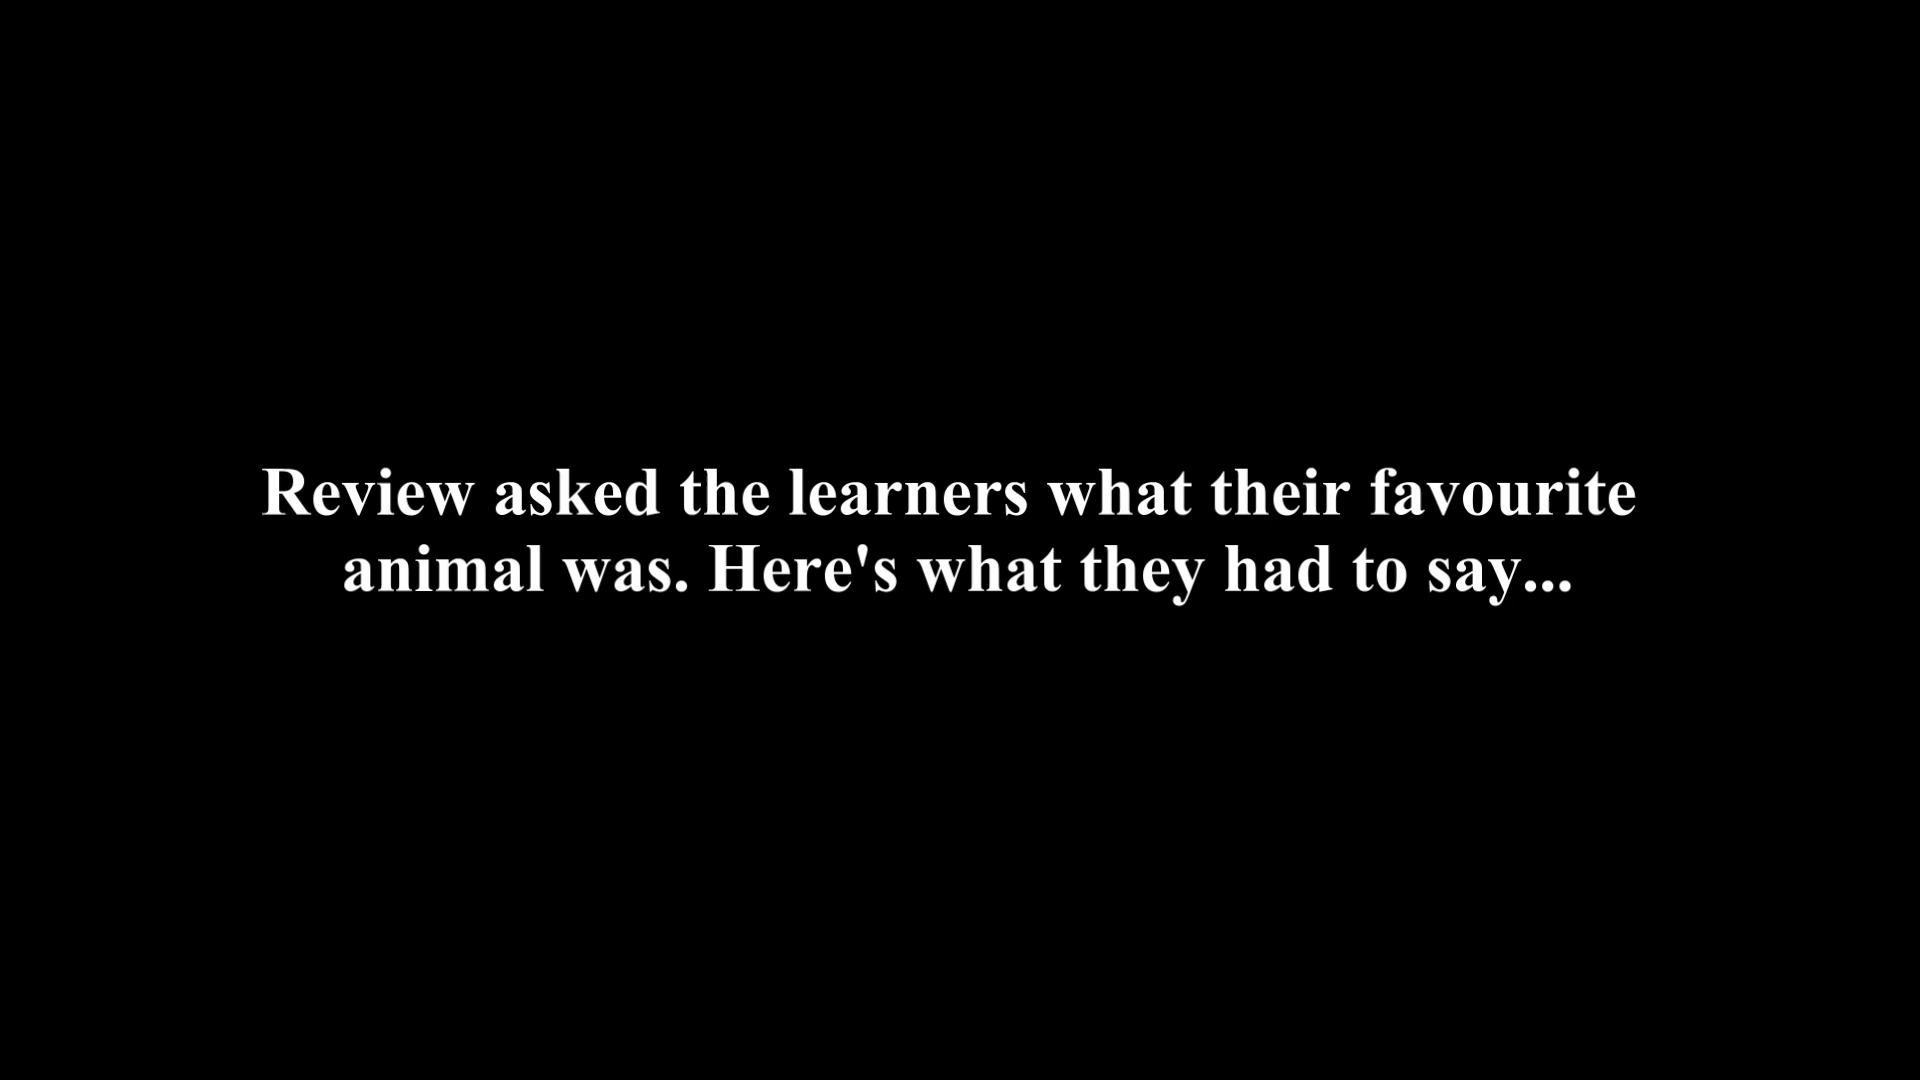 Review asked the learners what their favourite
animal was. Here's what they had to say...